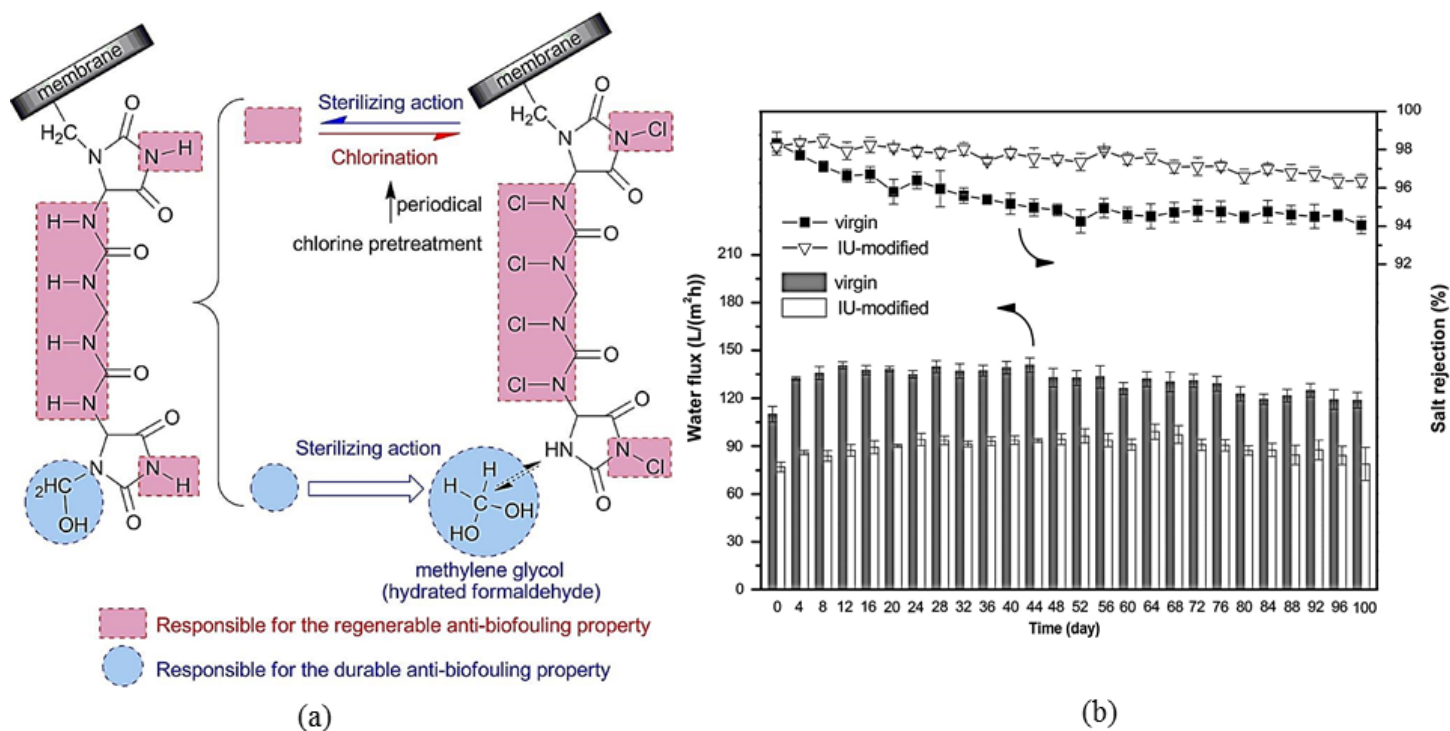 membrane
O
H2C
N
N
H
O
H
N
O
H
N
H
N
H
N
O
O
N
2HC
OH
N
H
O
Sterilizing action
Chlorination
periodical
chlorine pretreatment
Sterilizing action
membrane
O
H2C
N
N
Cl
O
Cl
N
O
Cl
N
Cl
N
O
Cl
N
O
HN
N
Cl
O
H
H
C
OH
HO
methylene glycol
(hydrated formaldehyde)
Responsible for the regenerable anti-biofouling property
Responsible for the durable anti-biofouling property
(a)
Water flux (L/(m²h))
210
180
150
120
90
60
30
0
virgin
IU-modified
virgin
IU-modified
100
98
96
94
92
Salt rejection (%)
0 4 8 12 16 20 24 28 32 36 40 44 48 52 56 60 64 68 72 76 80 84 88 92 96 100
Time (day)
(b)